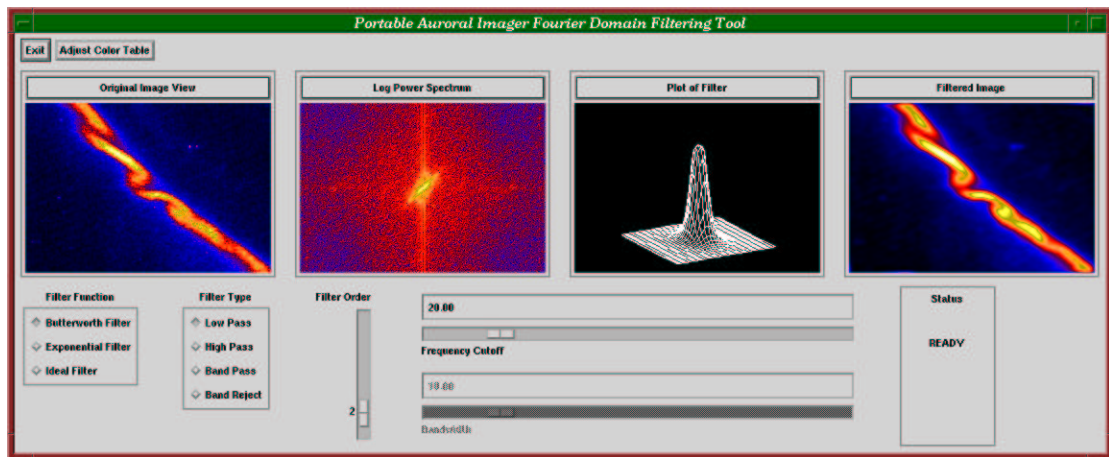 Portable Auroral Imager Fourier Domain Filtering Tool
Exit Adjust Color Table
Original Image View Log Power Spectrum Plot of Filter Filtered Image
Filter Function
Butterworth Filter
Exponential Filter
Ideal Filter
Filter Type
Low Pass
High Pass
Band Pass
Band Reject
Filter Order
2
20.00
Frequency Cutoff
10.00
Bandwidth
Status
READY